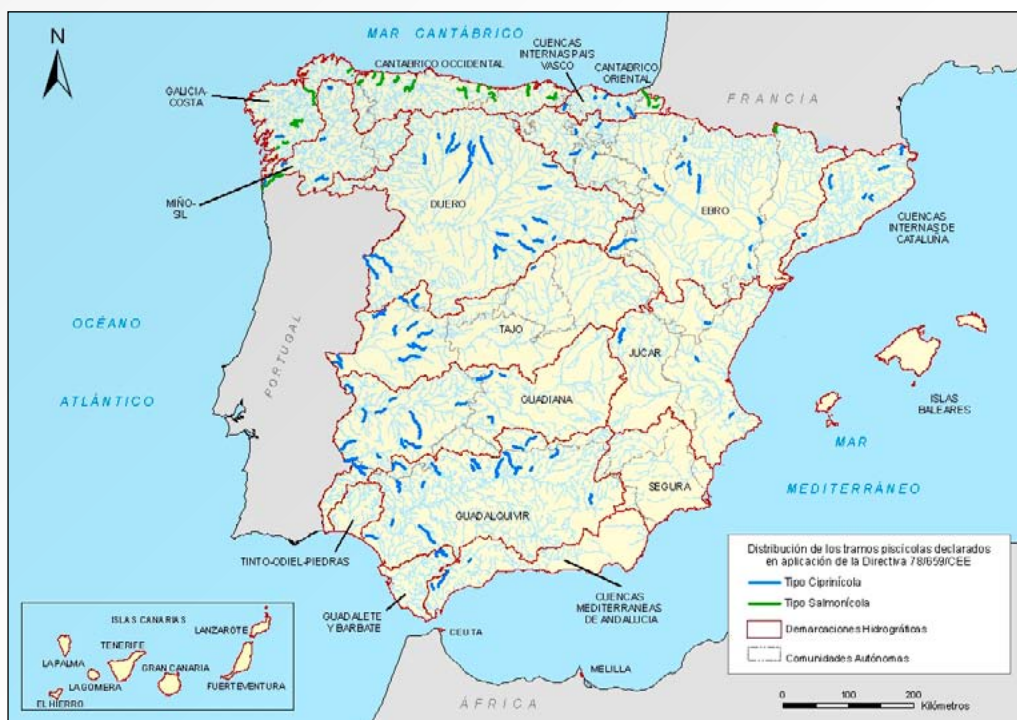 N
MAR CANTÁBRICO
CANTABRICO OCCIDENTAL
CUENCAS
INTERNAS PAIS
VASCO
CANTABRICO
ORIENTAL
GALICIA-
COSTA
FRANCIA
MIÑO-
SIL
DUERO
EBRO
CUENCAS
INTERNAS DE
CATALUÑA
OCÉANO
ATLÁNTICO
PORTUGAL
TAJO
JUCAR
GUADIANA
ISLAS
BALEARES
MAR
MEDITERRÁNEO
SEGURA
GUADALQUIVIR
TINTO-ODIEL-PIEDRAS
GUADALETE
Y BARBATE
CUENCAS
MEDITERRANEAS
DE ANDALUCIA
CEUTA
MELILLA
ÁFRICA
ISLAS CANARIAS
LANZAROTE
TENERIFE
LA PALMA
GRAN CANARIA
LA GOMERA
FUERTEVENTURA
EL HIERRO
Distribución de los tramos piscícolas declarados
en aplicación de la Directiva 78/659/CEE
Tipo Ciprinícola
Tipo Salmonícola
Demarcaciones Hidrográficas
Comunidades Autónomas
0 100 200
Kilómetros